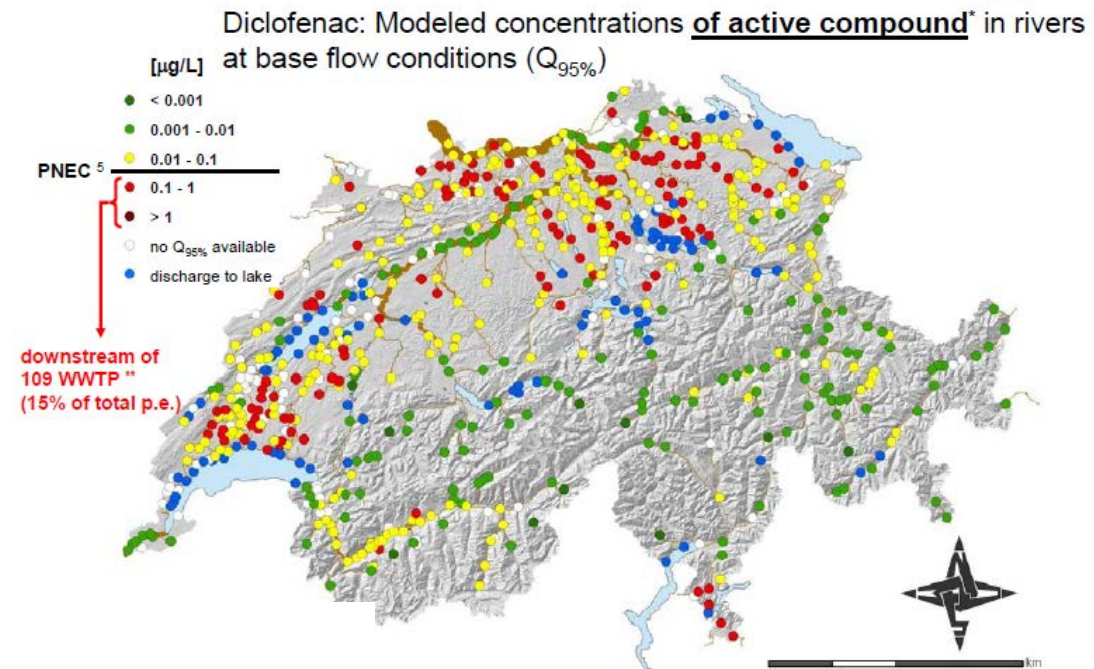 Diclofenac: Modeled concentrations of active compound* in rivers
at base flow conditions (Q95%)
[µg/L]
< 0.001
0.001 - 0.01
0.01 - 0.1
PNEC 5
0.1 - 1
> 1
no Q95% available
discharge to lake
downstream of
109 WWTP **
(15% of total p.e.)
km